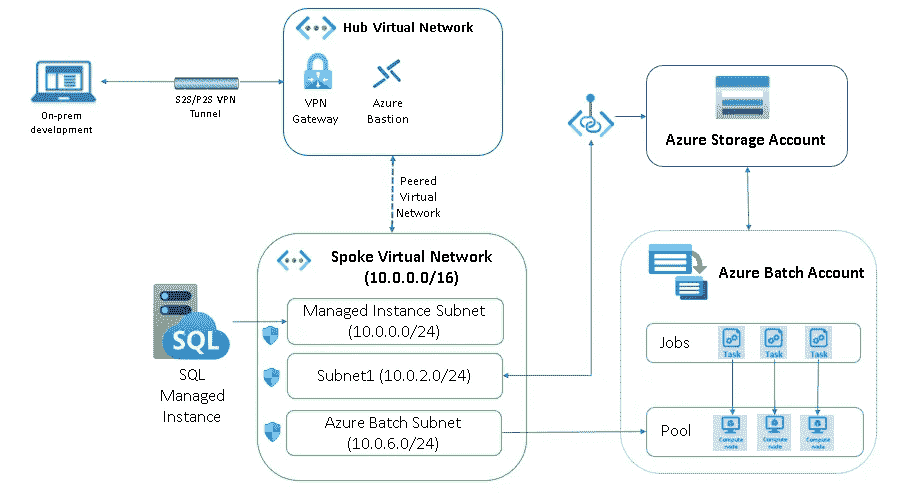 Hub Virtual Network
VPN
Gateway
Azure
Bastion
On-prem
development
S2S/P2S VPN
Tunnel
Peered
Virtual
Network
Azure Storage Account
Spoke Virtual Network
(10.0.0.0/16)
Managed Instance Subnet
(10.0.0.0/24)
Subnet1 (10.0.2.0/24)
Azure Batch Subnet
(10.0.6.0/24)
SQL
SQL
Managed
Instance
Azure Batch Account
Jobs
Task
Task
Task
Pool
Compute
node
Compute
node
Compute
node